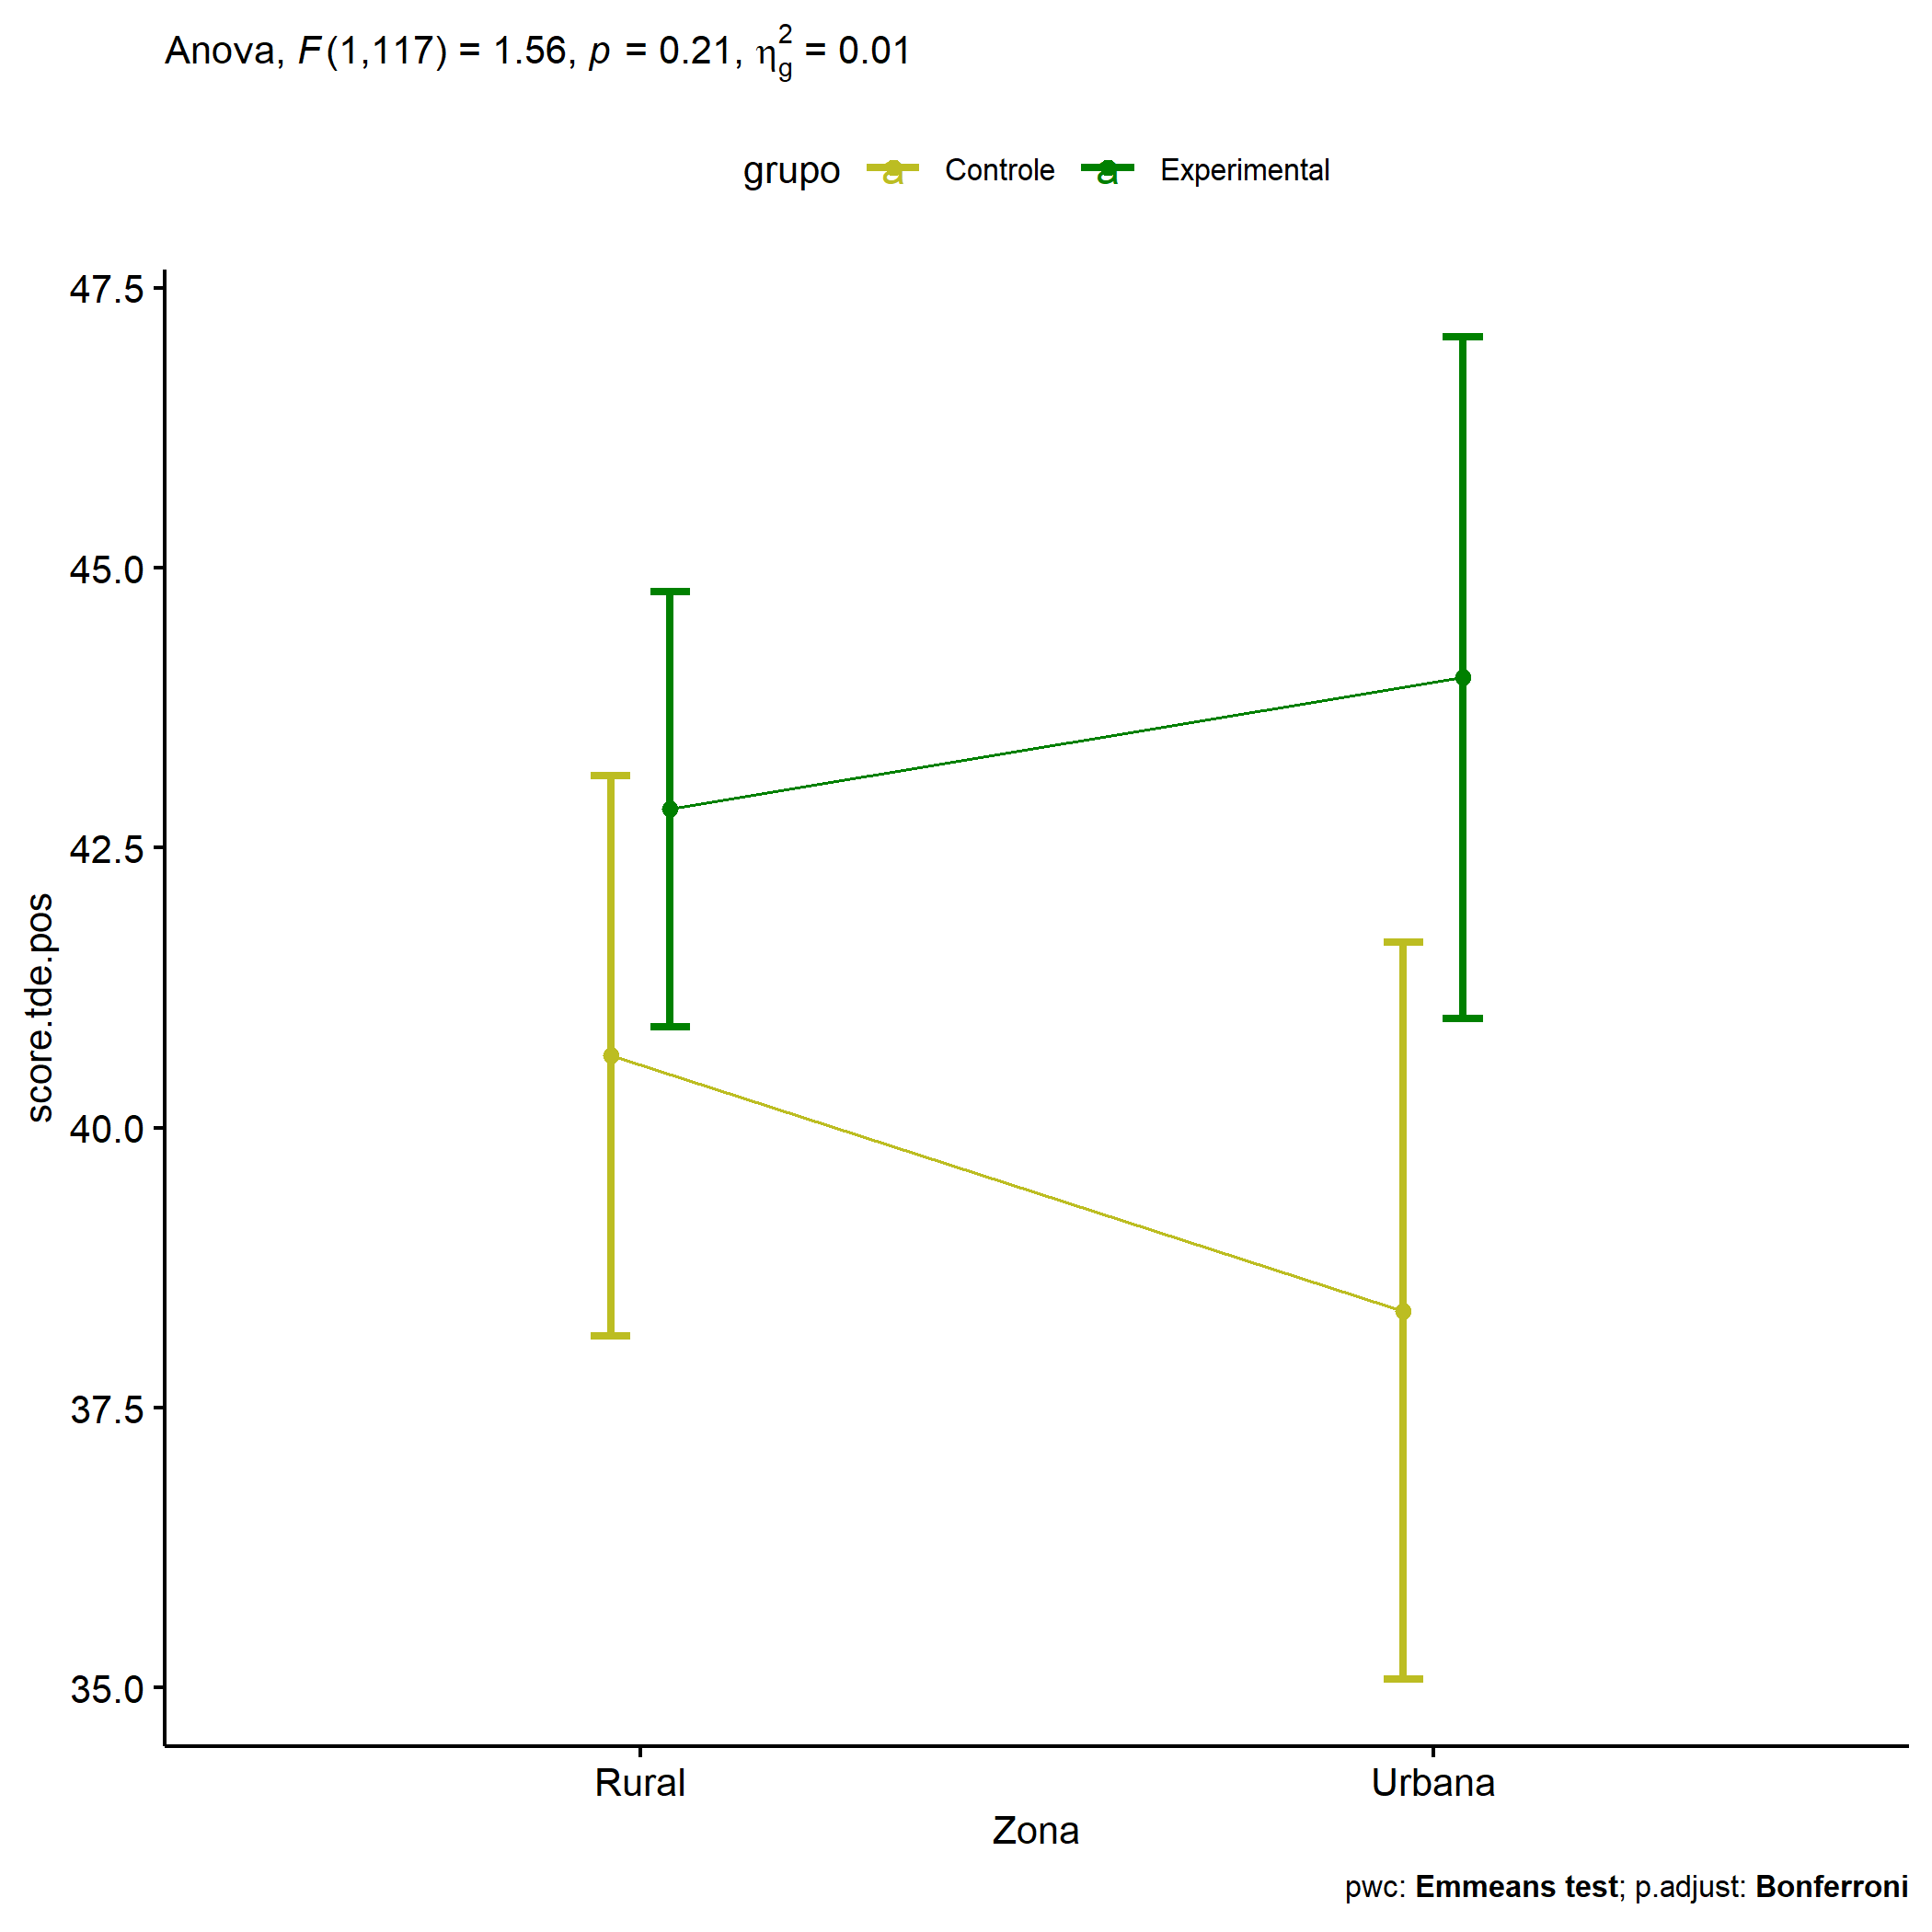 Anova, F(1,117) = 1.56, p = 0.21, η²g = 0.01
grupo a Controle a Experimental
47.5
45.0
42.5
40.0
37.5
35.0
score.tde.pos
Rural Urbana
Zona
pwc: Emmeans test; p.adjust: Bonferroni